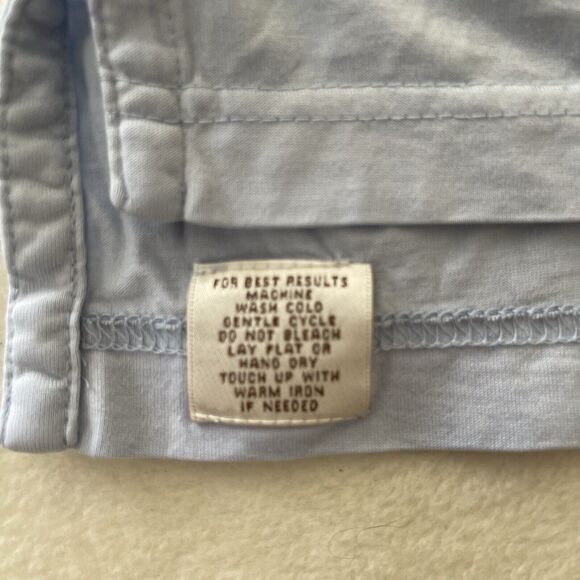 FOR BEST RESULTS
MACHINE
WASH COLD
GENTLE CYCLE
DO NOT BLEACH
LAY FLAT OR
HANG DRY
TOUCH UP WITH
WARM IRON
IF NEEDED